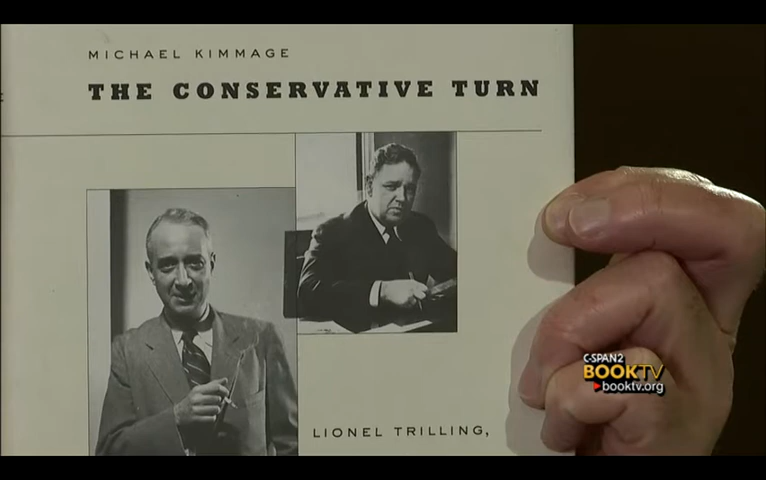 MICHAEL KIMMAGE
THE CONSERVATIVE TURN
LIONEL TRILLING,
C-SPAN2
BOOKTV
booktv.org